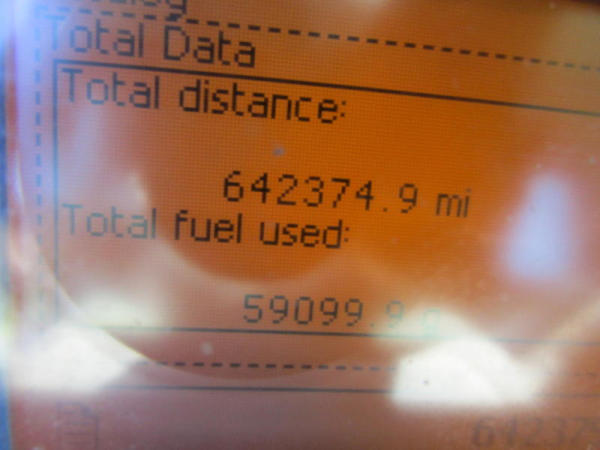 Total Data
Total distance:
642374.9 mi
Total fuel used:
59099.9 g